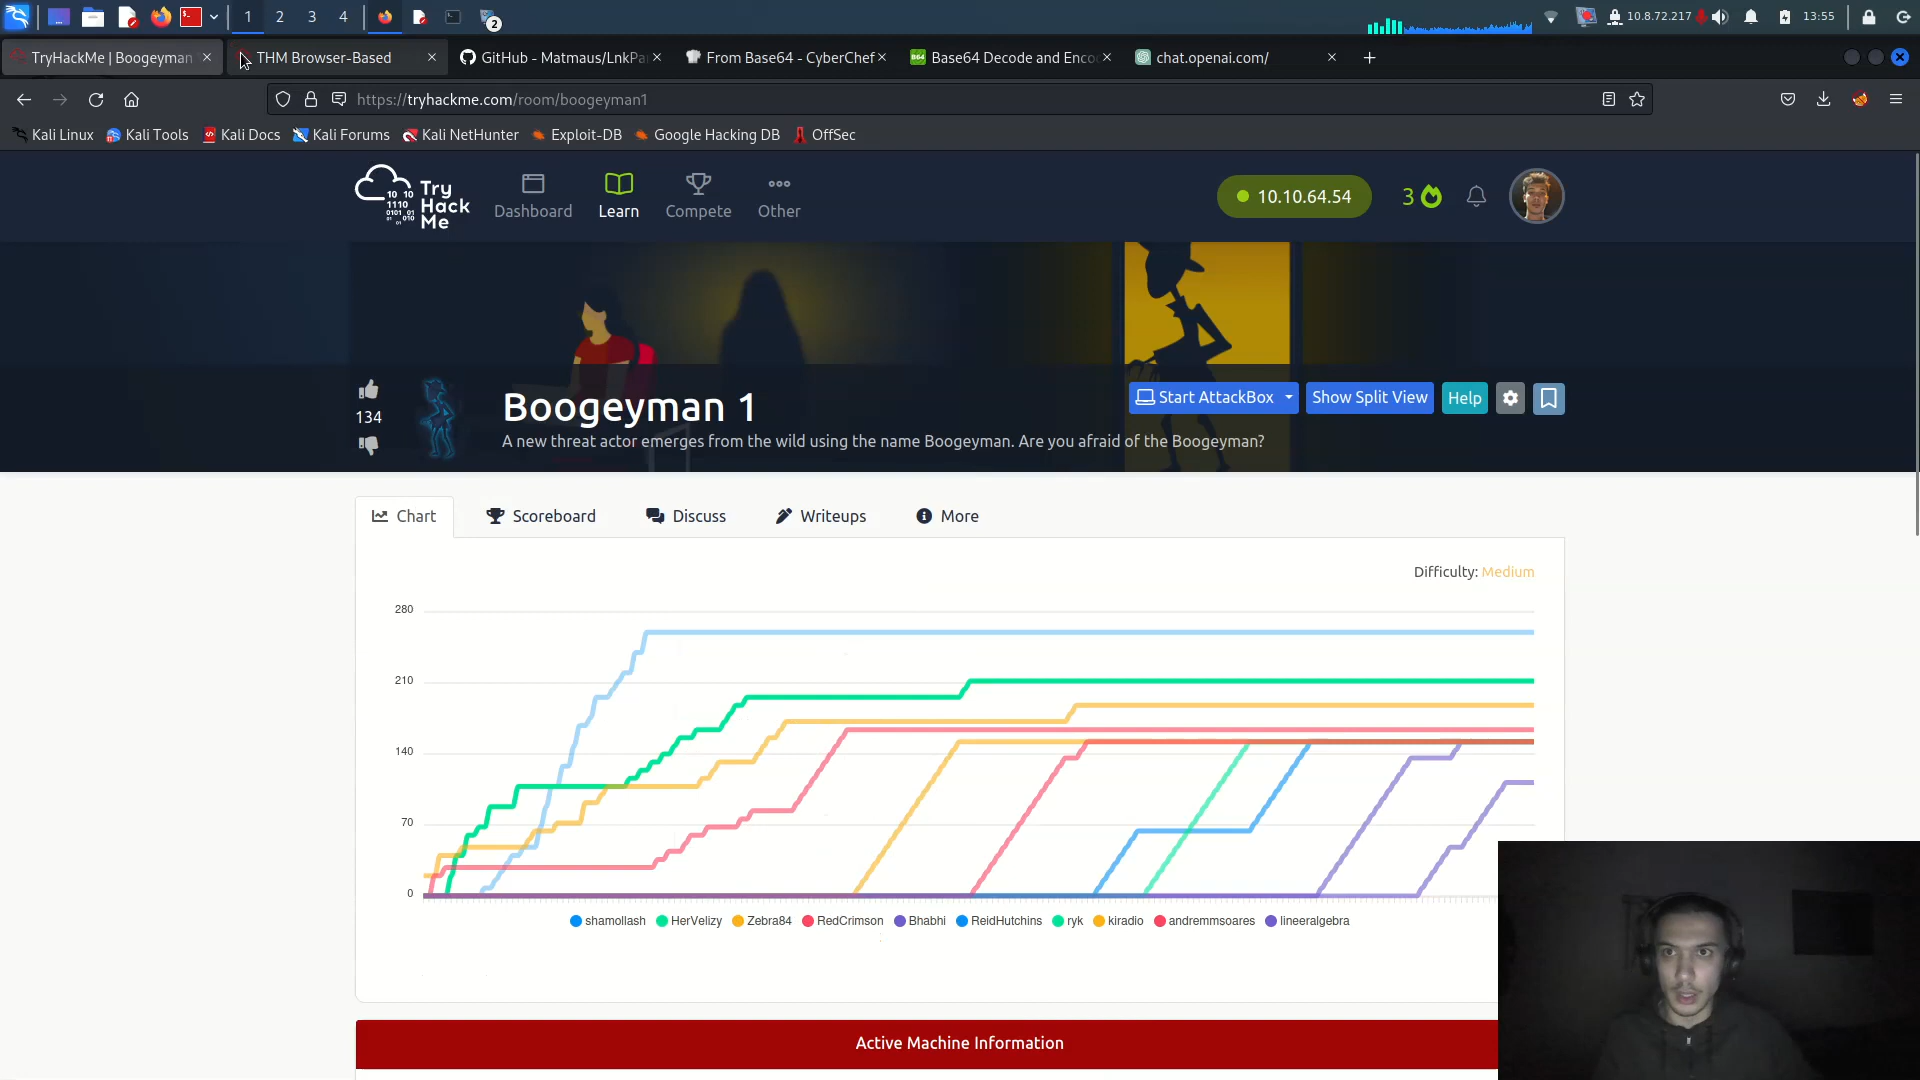 1 2 3 4 2 10.8.72.217 13:55
TryHackMe | Boogeyman THM Browser-Based GitHub - Matmaus/LnkPa From Base64 - CyberChef Base64 Decode and Enco chat.openai.com/
https://tryhackme.com/room/boogeyman1
Kali Linux Kali Tools Kali Docs Kali Forums Kali NetHunter Exploit-DB Google Hacking DB OffSec
Try
Hack
Me
Dashboard Learn Compete Other
10.10.64.54 3
134
Boogeyman 1
Start AttackBox Show Split View Help
A new threat actor emerges from the wild using the name Boogeyman. Are you afraid of the Boogeyman?
Chart Scoreboard Discuss Writeups More
Difficulty: Medium
280
210
140
70
0
shamollash HerVelizy Zebra84 RedCrimson Bhabhi ReidHutchins ryk kiradio andremmsoares lineeralgebra
Active Machine Information